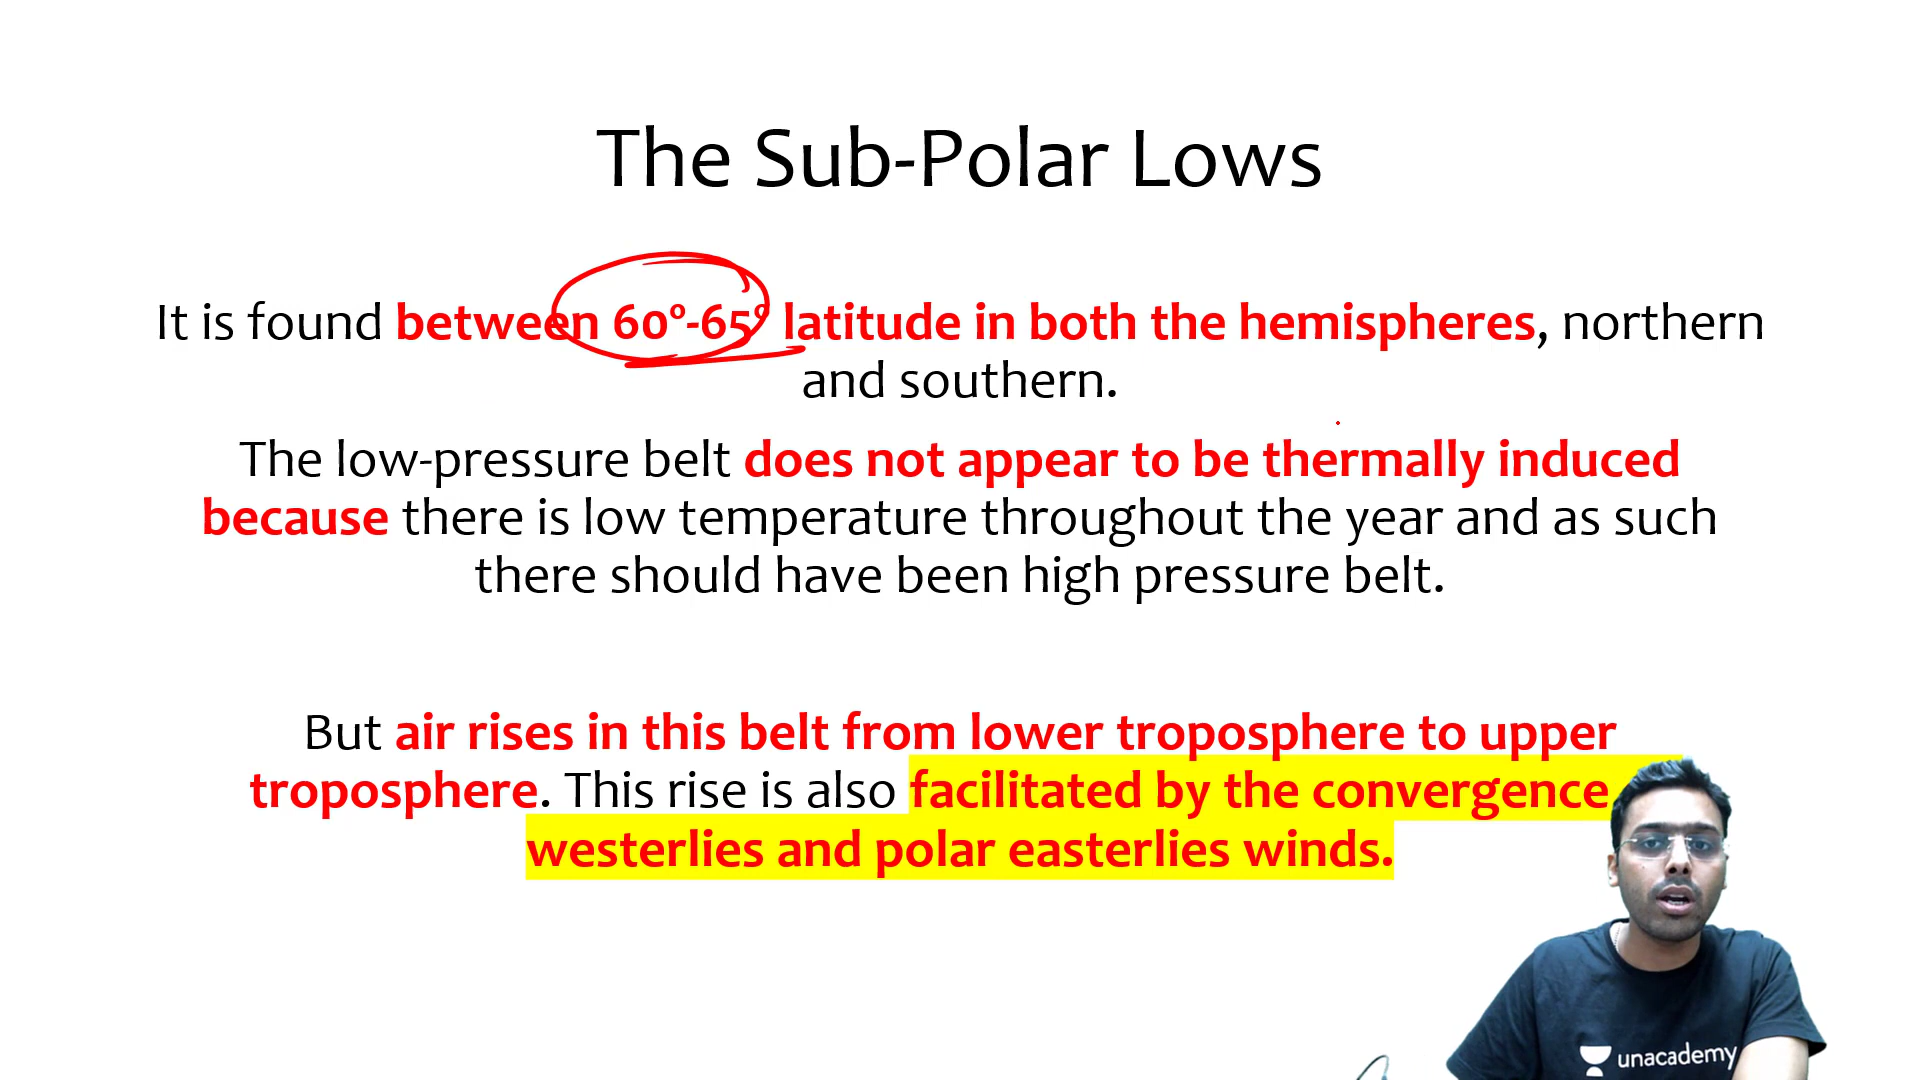 The Sub-Polar Lows
It is found between 60°-65° latitude in both the hemispheres, northern
and southern.
The low-pressure belt does not appear to be thermally induced
because there is low temperature throughout the year and as such
there should have been high pressure belt.
But air rises in this belt from lower troposphere to upper
troposphere. This rise is also facilitated by the convergence
westerlies and polar easterlies winds.
unacademy